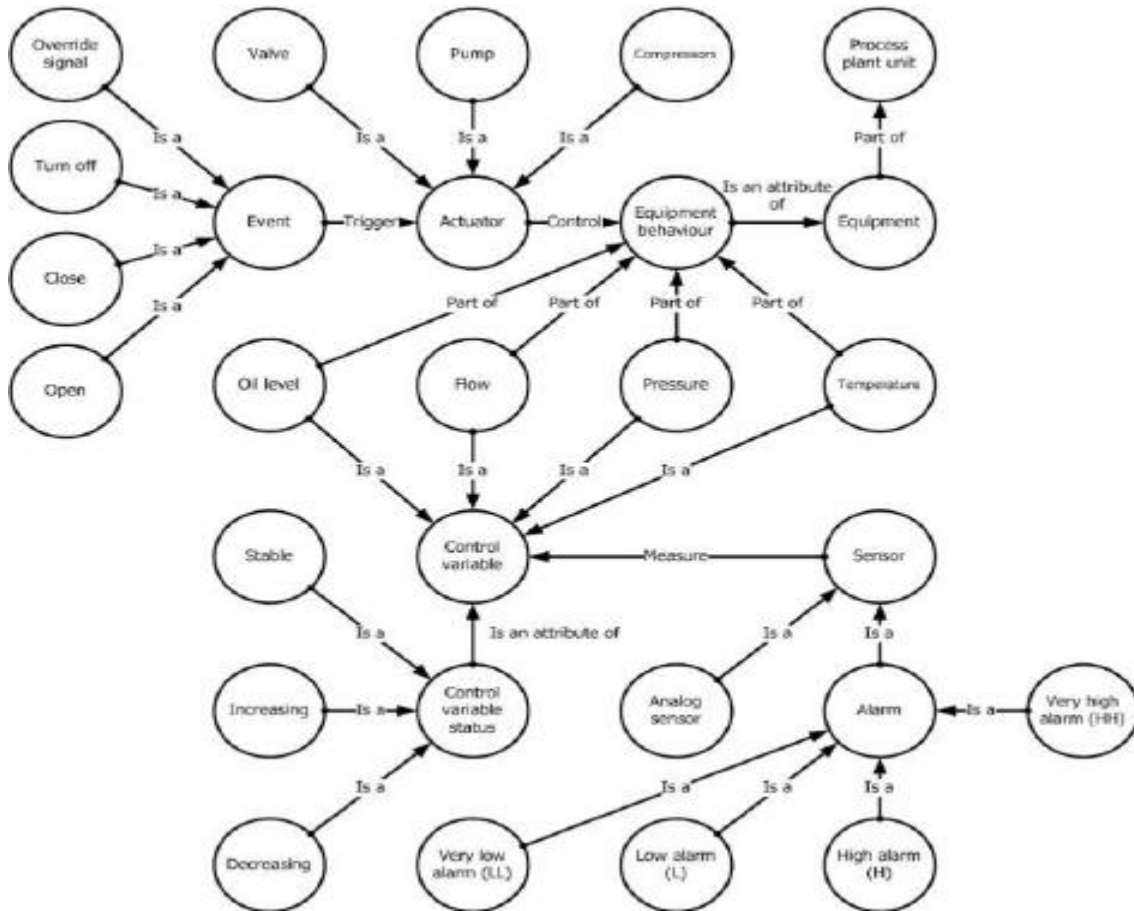 Override
signal
Valve
Pump
Compressors
Process
plant unit
Is a
Is a
Is a
Is a
Part of
Turn off
Is a
Event
Trigger
Actuator
Control
Equipment
behaviour
Is an attribute
of
Equipment
Close
Is a
Is a
Part of
Part of
Part of
Part of
Open
Oil level
Flow
Pressure
Temperature
Is a
Is a
Is a
Is a
Stable
Control
variable
Measure
Sensor
Is a
Is an attribute of
Is a
Is a
Increasing
Is a
Control
variable
status
Analog
sensor
Alarm
Is a
Very high
alarm (HH)
Is a
Is a
Is a
Is a
Decreasing
Very low
alarm (LL)
Low alarm
(L)
High alarm
(H)